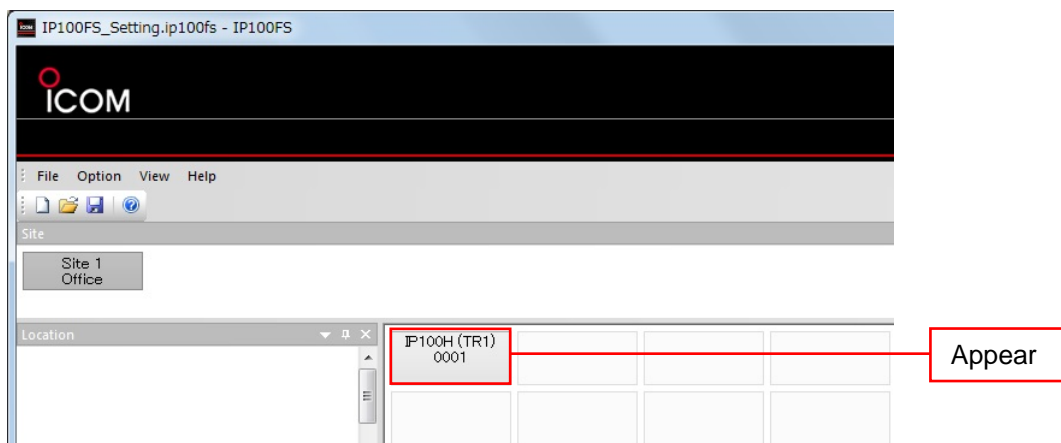 IP100FS_Setting.ip100fs - IP100FS
ICOM
File Option View Help
Site
Site 1
Office
Location
IP100H (TR1)
0001
Appear